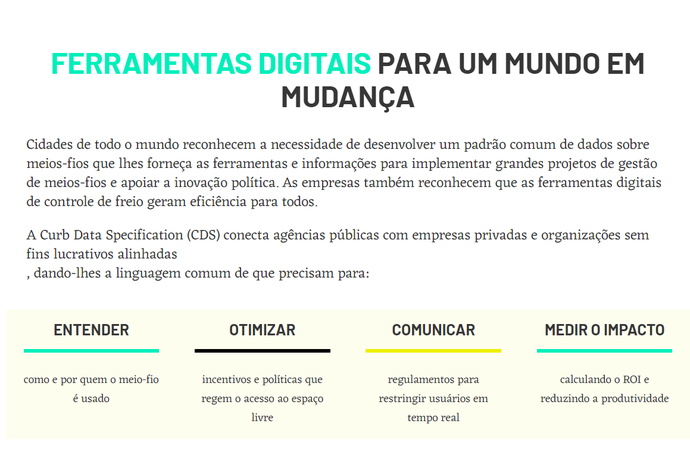 FERRAMENTAS DIGITAIS PARA UM MUNDO EM
MUDANÇA
Cidades de todo o mundo reconhecem a necessidade de desenvolver um padrão comum de dados sobre
meios-fios que lhes forneça as ferramentas e informações para implementar grandes projetos de gestão
de meios-fios e apoiar a inovação política. As empresas também reconhecem que as ferramentas digitais
de controle de freio geram eficiência para todos.
A Curb Data Specification (CDS) conecta agências públicas com empresas privadas e organizações sem
fins lucrativos alinhadas
, dando-lhes a linguagem comum de que precisam para:
ENTENDER
como e por quem o meio-fio
é usado
OTIMIZAR
incentivos e políticas que
regem o acesso ao espaço
livre
COMUNICAR
regulamentos para
restringir usuários em
tempo real
MEDIR O IMPACTO
calculando o ROI e
reduzindo a produtividade